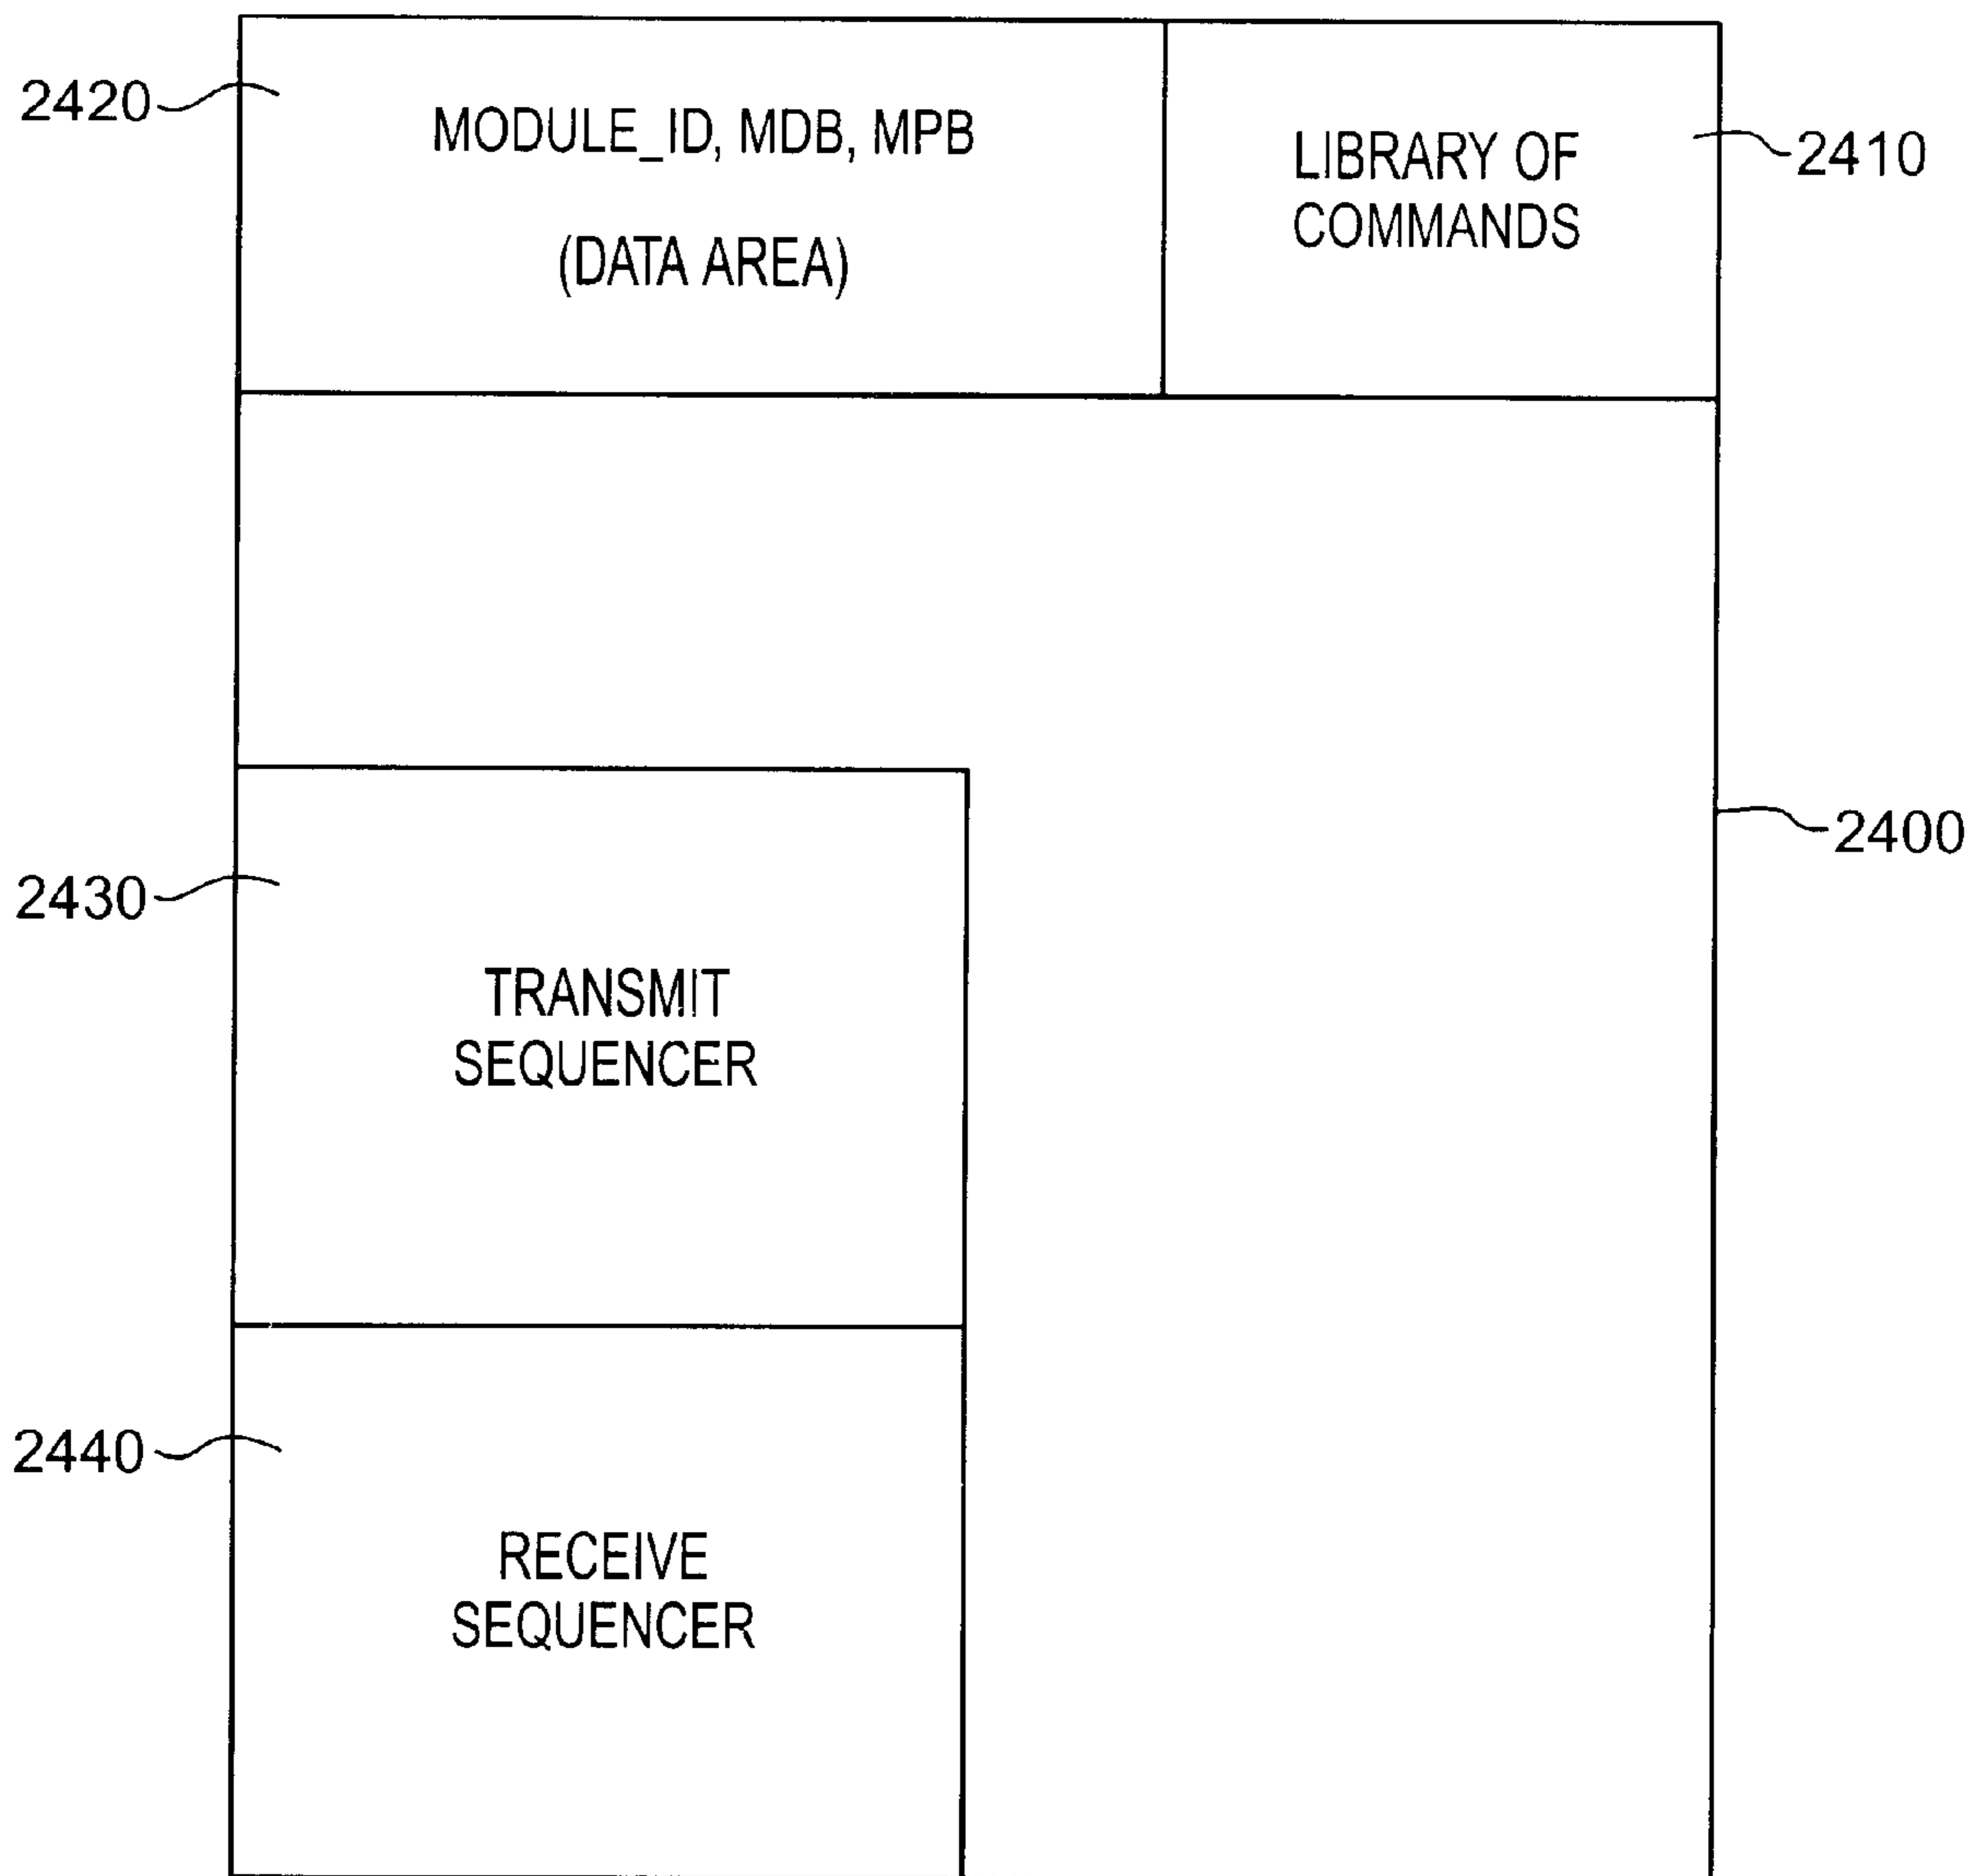 2420
MODULE_ID, MDB, MPB
(DATA AREA)
LIBRARY OF
COMMANDS
2410
2400
2430
TRANSMIT
SEQUENCER
2440
RECEIVE
SEQUENCER